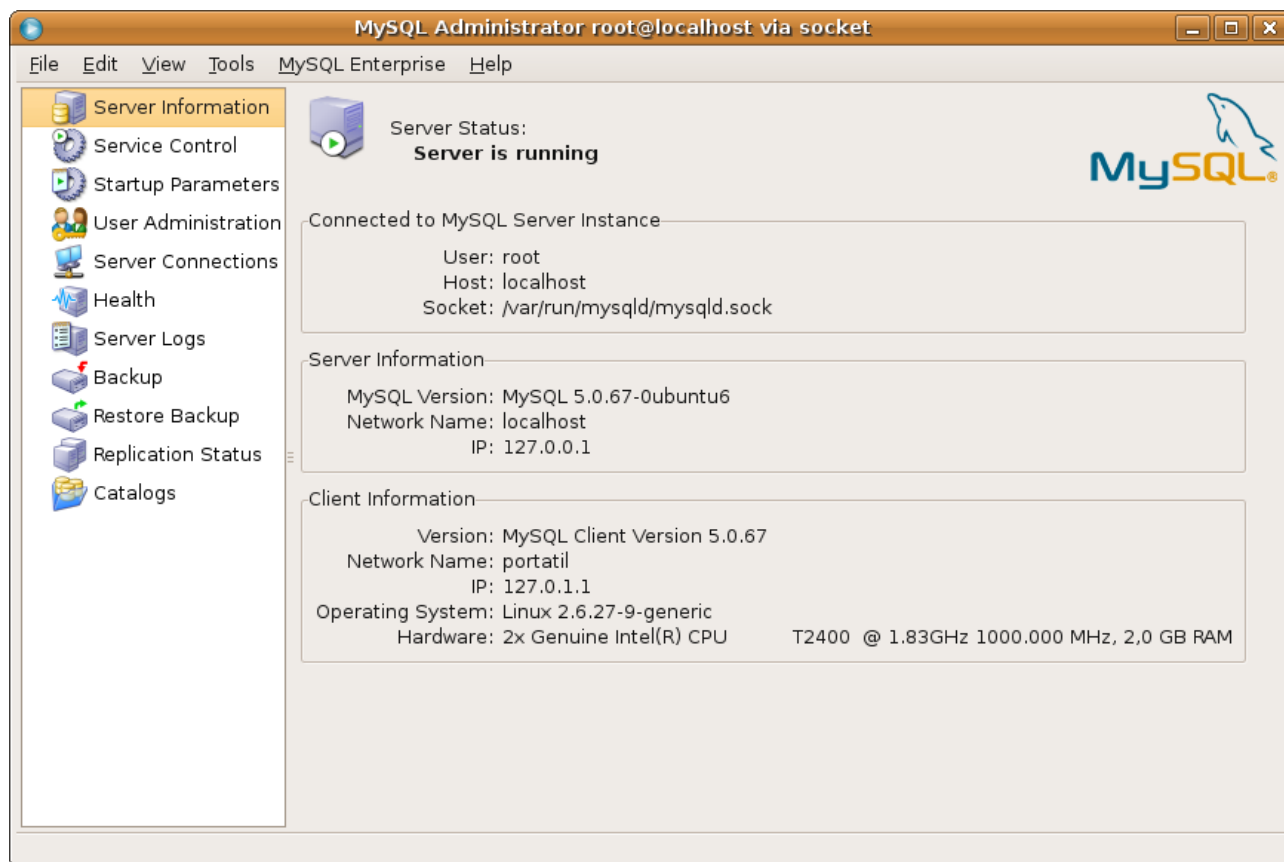 MySQL Administrator root@localhost via socket
File Edit View Tools MySQL Enterprise Help
Server Information
Service Control
Startup Parameters
User Administration
Server Connections
Health
Server Logs
Backup
Restore Backup
Replication Status
Catalogs
Server Status:
Server is running
MySQL®
Connected to MySQL Server Instance
User: root
Host: localhost
Socket: /var/run/mysqld/mysqld.sock
Server Information
MySQL Version: MySQL 5.0.67-0ubuntu6
Network Name: localhost
IP: 127.0.0.1
Client Information
Version: MySQL Client Version 5.0.67
Network Name: portatil
IP: 127.0.1.1
Operating System: Linux 2.6.27-9-generic
Hardware: 2x Genuine Intel(R) CPU T2400 @ 1.83GHz 1000.000 MHz, 2,0 GB RAM